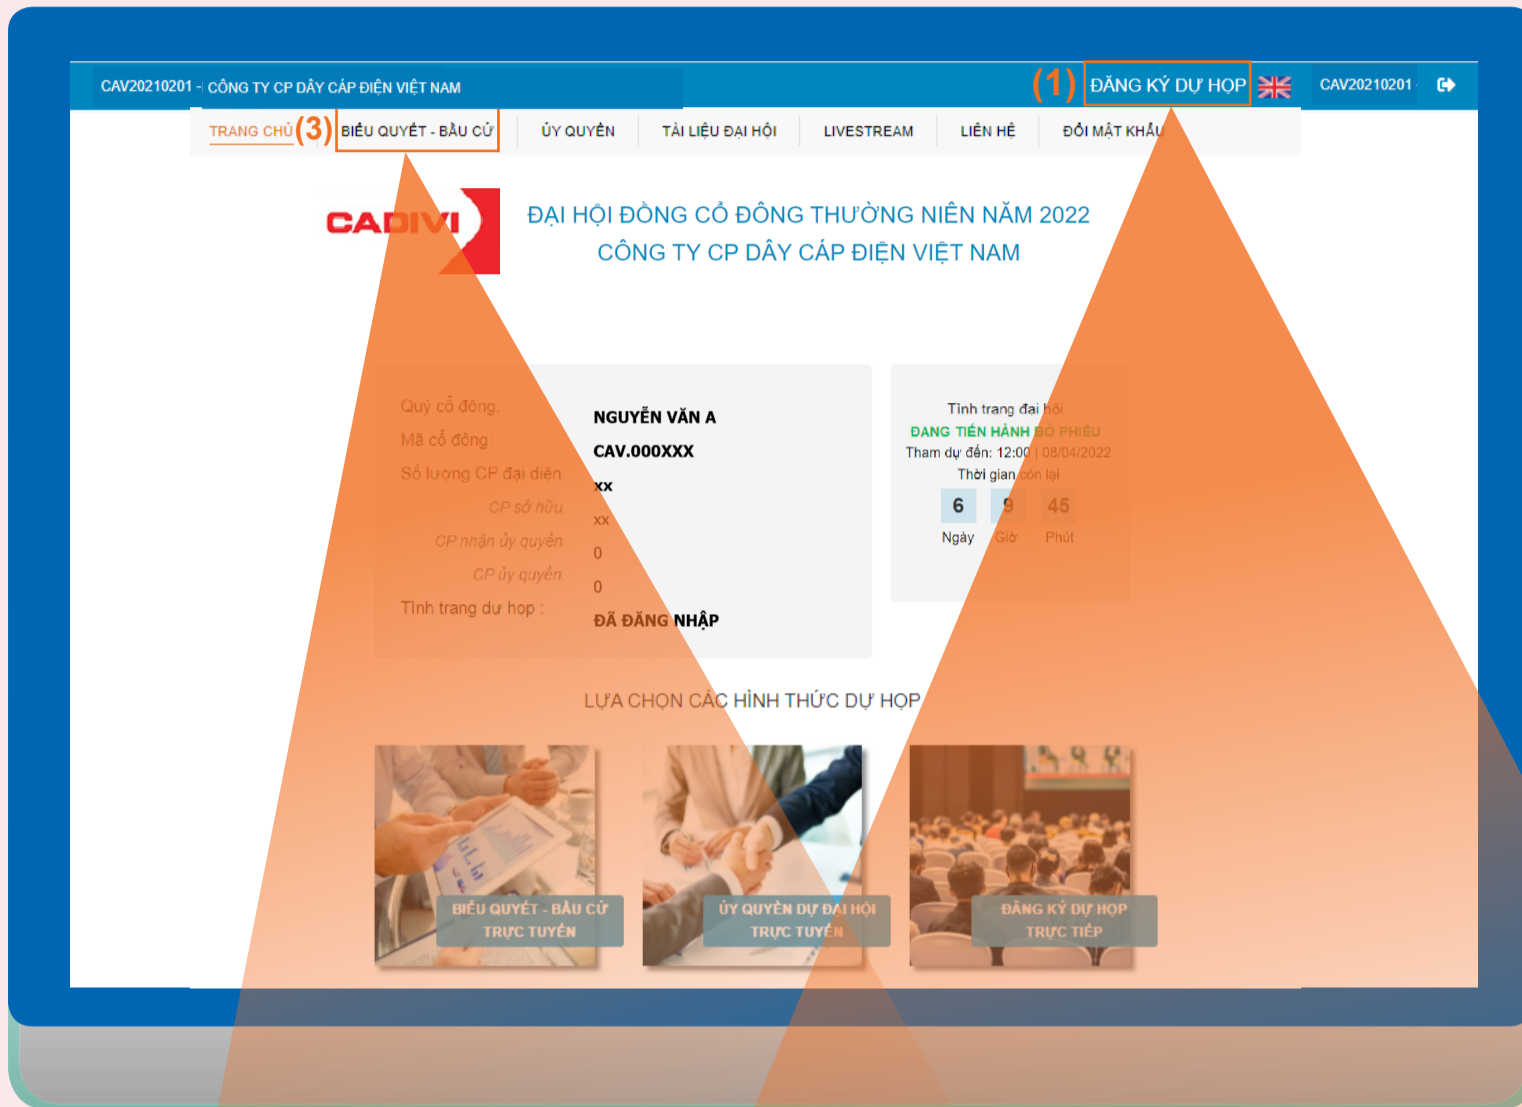 CAV20210201 - CÔNG TY CP DÂY CÁP ĐIỆN VIỆT NAM
(1) ĐĂNG KÝ DỰ HỌP
CAV20210201 -
TRANG CHỦ (3) BIỂU QUYẾT - BẦU CỬ ỦY QUYỀN TÀI LIỆU ĐẠI HỘI LIVESTREAM LIÊN HỆ ĐỔI MẬT KHẨU
CADIVI
ĐẠI HỘI ĐỒNG CỔ ĐÔNG THƯỜNG NIÊN NĂM 2022
CÔNG TY CP DÂY CÁP ĐIỆN VIỆT NAM
Quý cổ đông: NGUYỄN VĂN A
Mã cổ đông: CAV.000XXX
Số lượng CP đại diện: xx
CP sở hữu: xx
CP nhận ủy quyền: 0
CP ủy quyền: 0
Tình trạng dự họp : ĐÃ ĐĂNG NHẬP
Tình trạng đại hội
ĐANG TIẾN HÀNH BỎ PHIẾU
Tham dự đến: 12:00 | 08/04/2022
Thời gian còn lại
6 9 45
Ngày Giờ Phút
LỰA CHỌN CÁC HÌNH THỨC DỰ HỌP
BIỂU QUYẾT - BẦU CỬ
TRỰC TUYẾN
ỦY QUYỀN DỰ ĐẠI HỘI
TRỰC TUYẾN
ĐĂNG KÝ DỰ HỌP
TRỰC TIẾP